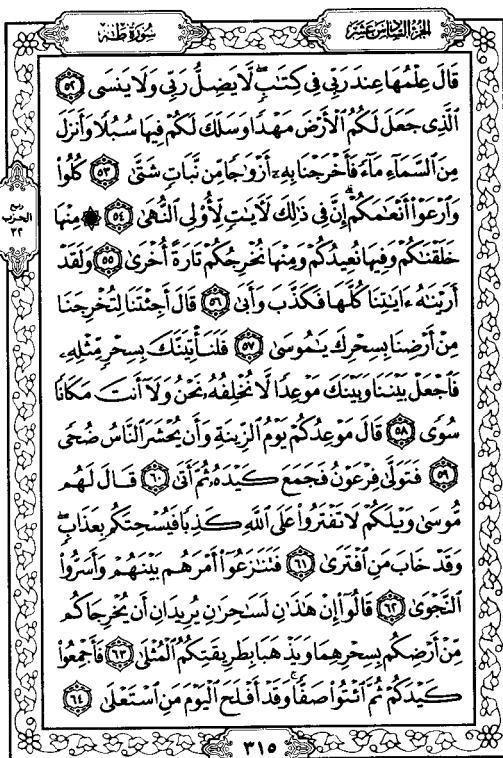 سُورَةُ طه
الجُزْءُ السَّادِسَ عَشَرَ
قَالَ عِلْمُهَا عِندَ رَبِّي فِي كِتَٰبٍۖ لَّا يَضِلُّ رَبِّي وَلَا يَنسَى ٥٢
ٱلَّذِى جَعَلَ لَكُمُ ٱلْأَرْضَ مَهْدًا وَسَلَكَ لَكُمْ فِيهَا سُبُلًا وَأَنزَلَ
مِنَ ٱلسَّمَآءِ مَآءً فَأَخْرَجْنَا بِهِۦٓ أَزْوَٰجًا مِّن نَّبَاتٍ شَتَّىٰ ٥٣ كُلُوا۟
وَٱرْعَوْا۟ أَنْعَٰمَكُمْۗ إِنَّ فِى ذَٰلِكَ لَءَايَٰتٍ لِّأُو۟لِى ٱلنُّهَىٰ ٥٤ ۞ مِنْهَا
خَلَقْنَٰكُمْ وَفِيهَا نُعِيدُكُمْ وَمِنْهَا نُخْرِجُكُمْ تَارَةً أُخْرَىٰ ٥٥ وَلَقَدْ
أَرَيْنَٰهُ ءَايَٰتِنَا كُلَّهَا فَكَذَّبَ وَأَبَىٰ ٥٦ قَالَ أَجِئْتَنَا لِتُخْرِجَنَا
مِنْ أَرْضِنَا بِسِحْرِكَ يَٰمُوسَىٰ ٥٧ فَلَنَأْتِيَنَّكَ بِسِحْرٍ مِّثْلِهِۦ
فَٱجْعَلْ بَيْنَنَا وَبَيْنَكَ مَوْعِدًا لَّا نُخْلِفُهُۥ نَحْنُ وَلَآ أَنتَ مَكَانًا
سُوًى ٥٨ قَالَ مَوْعِدُكُمْ يَوْمُ ٱلزِّينَةِ وَأَن يُحْشَرَ ٱلنَّاسُ ضُحًى
٥٩ فَتَوَلَّىٰ فِرْعَوْنُ فَجَمَعَ كَيْدَهُۥ ثُمَّ أَتَىٰ ٦٠ قَالَ لَهُم
مُّوسَىٰ وَيْلَكُمْ لَا تَفْتَرُوا۟ عَلَى ٱللَّهِ كَذِبًا فَيُسْحِتَكُم بِعَذَابٍۖ
وَقَدْ خَابَ مَنِ ٱفْتَرَىٰ ٦١ فَتَنَٰزَعُوٓا۟ أَمْرَهُم بَيْنَهُمْ وَأَسَرُّوا۟
ٱلنَّجْوَىٰ ٦٢ قَالُوٓا۟ إِنْ هَٰذَٰنِ لَسَٰحِرَٰنِ يُرِيدَانِ أَن يُخْرِجَاكُم
مِّنْ أَرْضِكُم بِسِحْرِهِمَا وَيَذْهَبَا بِطَرِيقَتِكُمُ ٱلْمُثْلَىٰ ٦٣ فَأَجْمِعُوا۟
كَيْدَكُمْ ثُمَّ ٱئْتُوا۟ صَفًّاۚ وَقَدْ أَفْلَحَ ٱلْيَوْمَ مَنِ ٱسْتَعْلَىٰ ٦٤
ربع
الحزب
٣٢
٣١٥